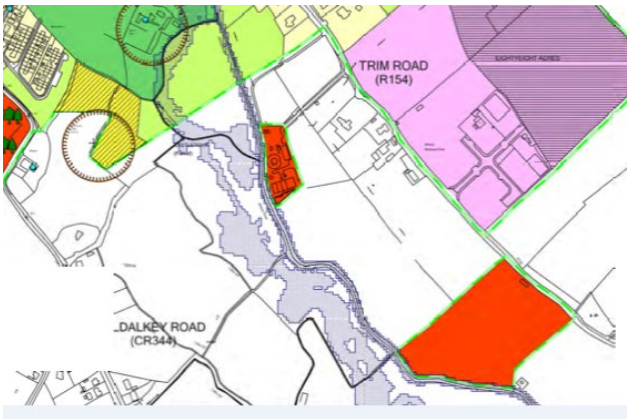 TRIM ROAD
(R154)
EIGHTYEIGHT ACRES
DALKEY ROAD
(CR344)